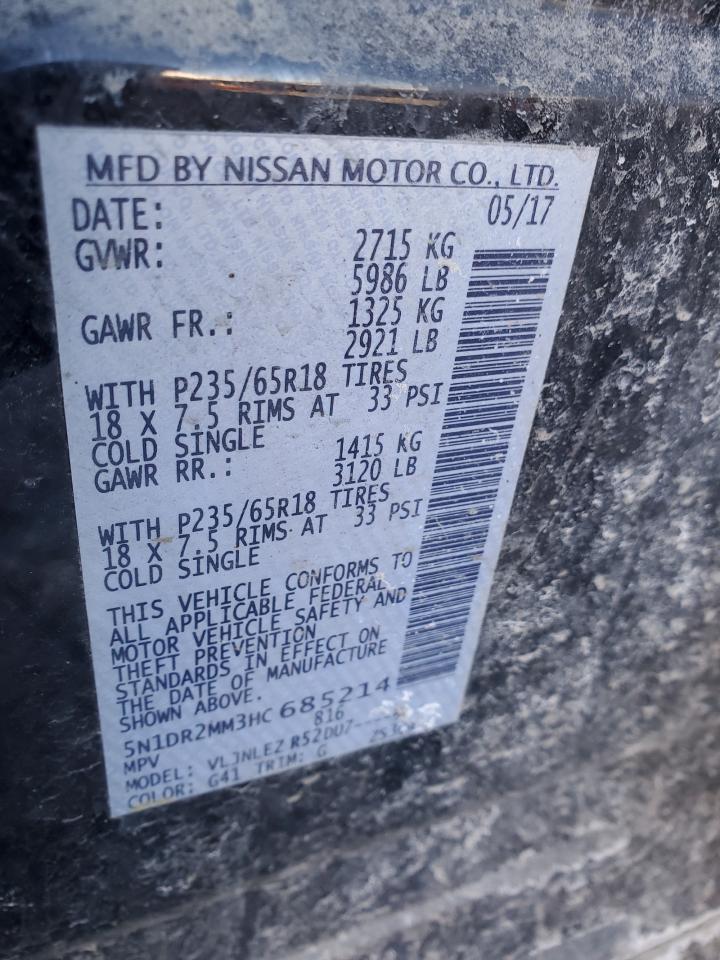 MFD BY NISSAN MOTOR CO., LTD.
DATE: 05/17
GVWR: 2715 KG
5986 LB
GAWR FR.: 1325 KG
2921 LB
WITH P235/65R18 TIRES
18 X 7.5 RIMS AT 33 PSI
COLD SINGLE
GAWR RR.: 1415 KG
3120 LB
WITH P235/65R18 TIRES
18 X 7.5 RIMS AT 33 PSI
COLD SINGLE
THIS VEHICLE CONFORMS TO
ALL APPLICABLE FEDERAL
MOTOR VEHICLE SAFETY AND
THEFT PREVENTION
STANDARDS IN EFFECT ON
THE DATE OF MANUFACTURE
SHOWN ABOVE.
5N1DR2MM3HC 685214
MPV 816
MODEL: VLJNLEZ R52DU7
COLOR: G41 TRIM: G